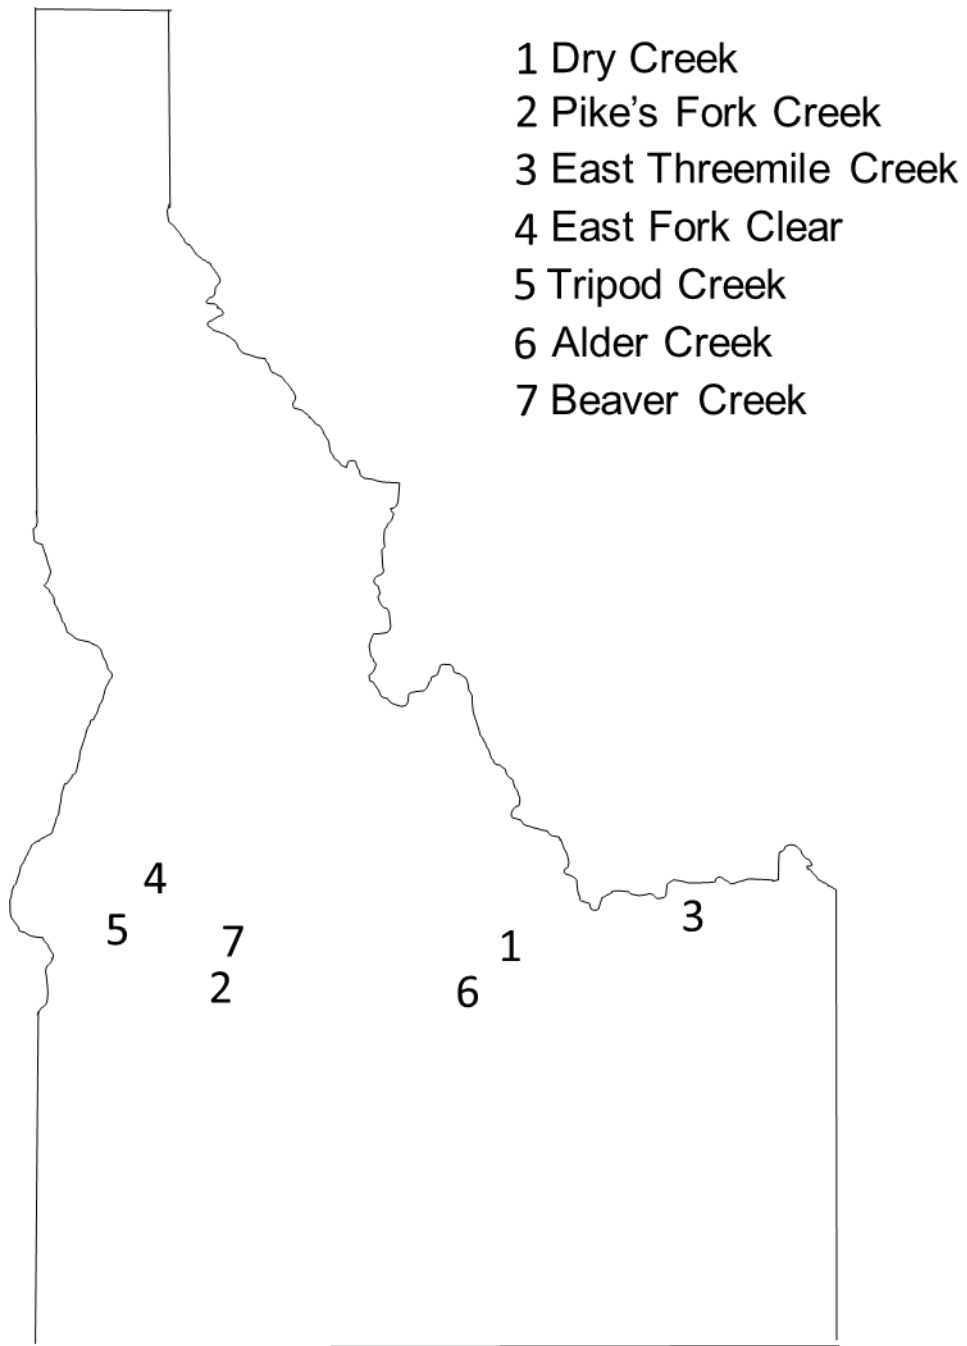 1 Dry Creek
2 Pike’s Fork Creek
3 East Threemile Creek
4 East Fork Clear
5 Tripod Creek
6 Alder Creek
7 Beaver Creek
4
5
7
2
1
6
3